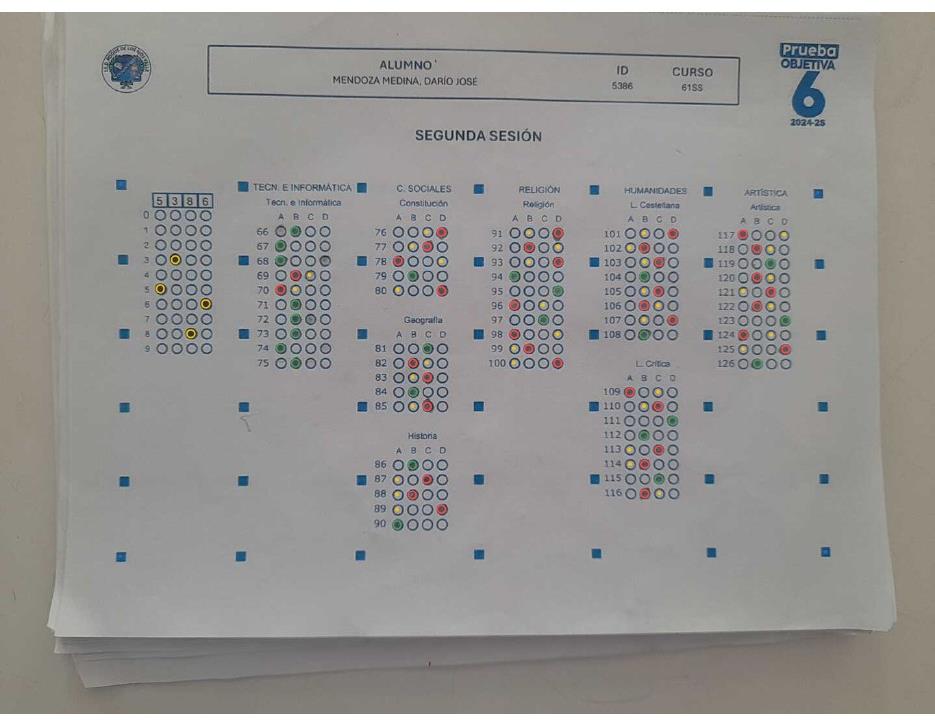 ALUMNO
MENDOZA MEDINA, DARÍO JOSÉ
ID
5386
CURSO
61SS
Prueba
OBJETIVA
6
2024-25
SEGUNDA SESIÓN
5 3 8 6
0
1
2
3
4
5
6
7
8
9
TECN. E INFORMÁTICA
Tecn. e Informática
A B C D
66
67
68
69
70
71
72
73
74
75
C. SOCIALES
Constitución
A B C D
76
77
78
79
80
Geografía
A B C D
81
82
83
84
85
Historia
A B C D
86
87
88
89
90
RELIGIÓN
Religión
A B C D
91
92
93
94
95
96
97
98
99
100
HUMANIDADES
L. Castellana
A B C D
101
102
103
104
105
106
107
108
L. Crítica
A B C D
109
110
111
112
113
114
115
116
ARTÍSTICA
Artística
A B C D
117
118
119
120
121
122
123
124
125
126